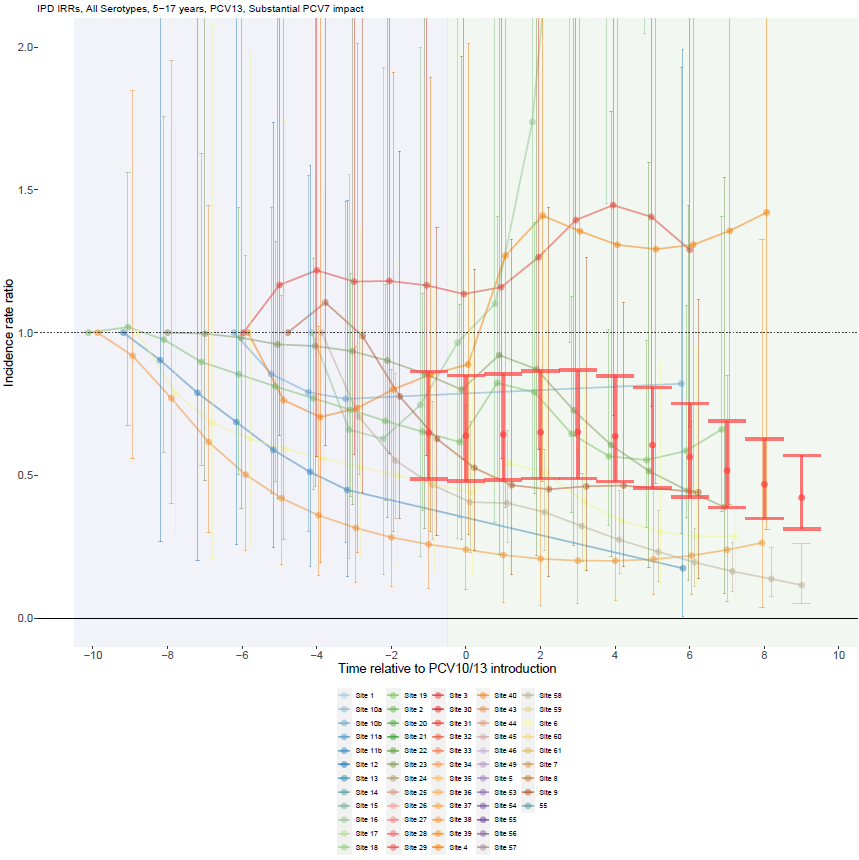 IPD IRRs, All Serotypes, 5−17 years, PCV13, Substantial PCV7 impact
Incidence rate ratio
2.0
1.5
1.0
0.5
0.0
−10 −8 −6 −4 −2 0 2 4 6 8 10
Time relative to PCV10/13 introduction
Site 1 Site 19 Site 3 Site 40 Site 58
Site 10a Site 2 Site 30 Site 43 Site 59
Site 10b Site 20 Site 31 Site 44 Site 6
Site 11a Site 21 Site 32 Site 45 Site 60
Site 11b Site 22 Site 33 Site 46 Site 61
Site 12 Site 23 Site 34 Site 49 Site 7
Site 13 Site 24 Site 35 Site 5 Site 8
Site 14 Site 25 Site 36 Site 53 Site 9
Site 15 Site 26 Site 37 Site 54 55
Site 16 Site 27 Site 38 Site 55
Site 17 Site 28 Site 39 Site 56
Site 18 Site 29 Site 4 Site 57